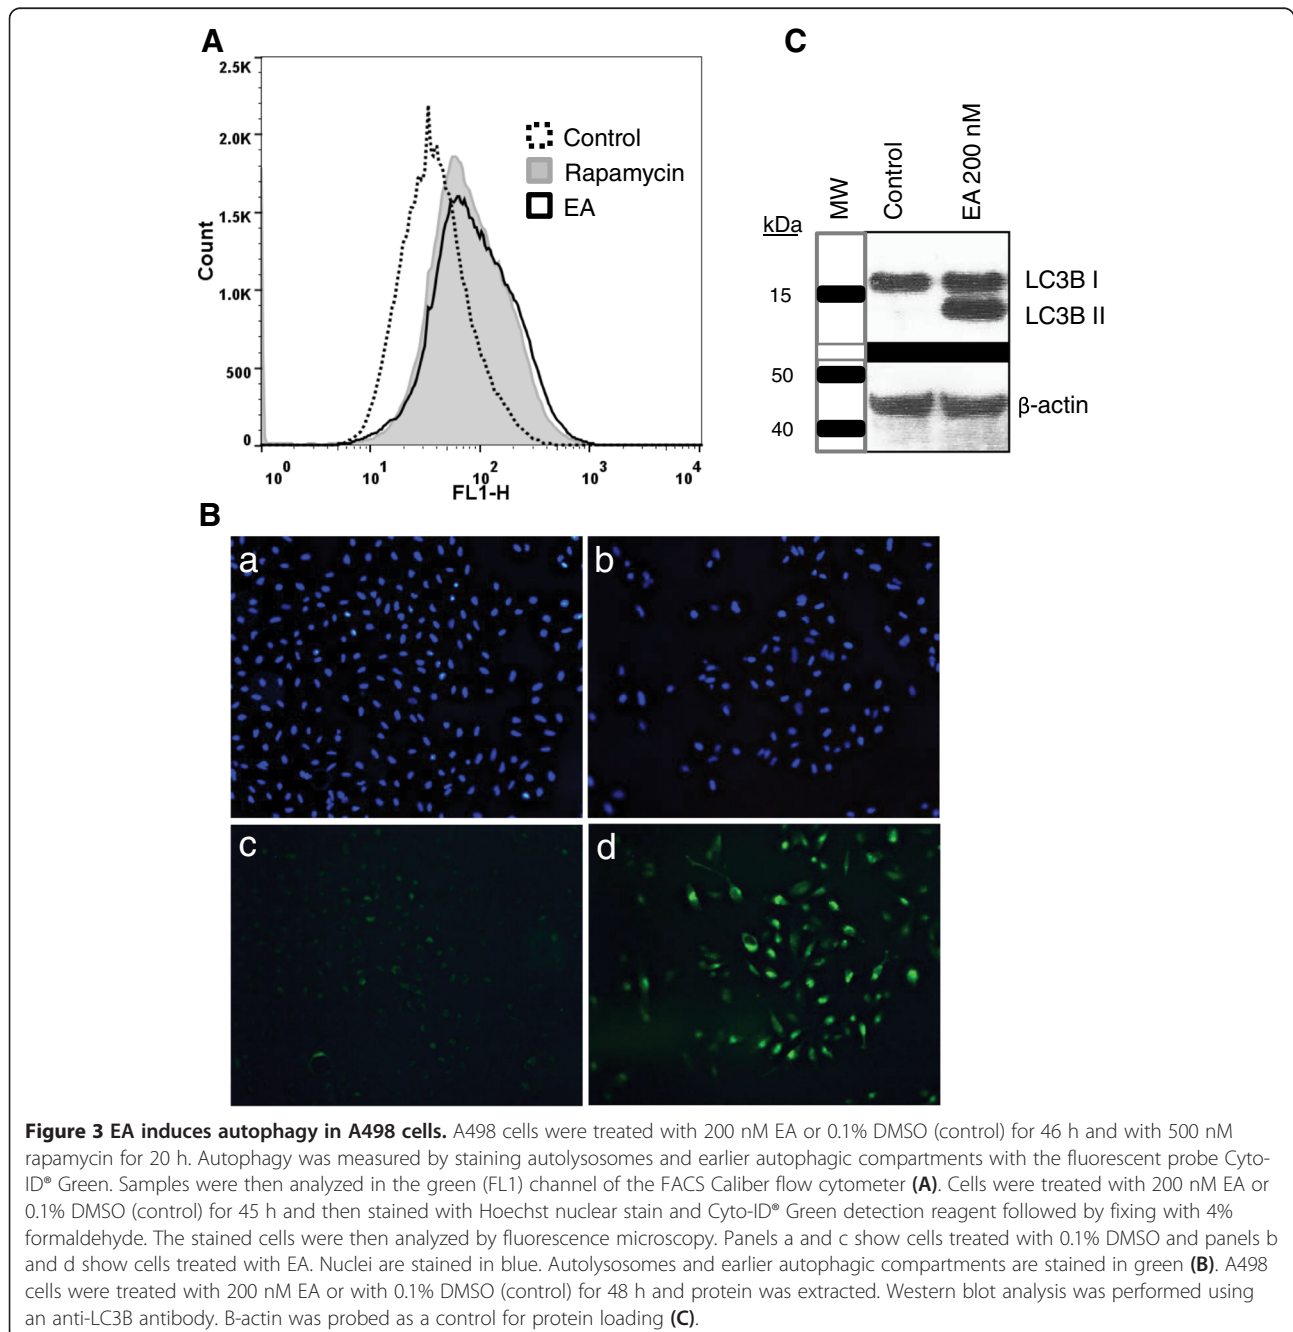 A
2.5K
2.0K
1.5K
1.0K
500
0
Count
10^0 10^1 10^2 10^3 10^4
FL1-H
Control
Rapamycin
EA
C
kDa
MW
Control
EA 200 nM
15
50
40
LC3B I
LC3B II
β-actin
B
a
b
c
d
Figure 3 EA induces autophagy in A498 cells. A498 cells were treated with 200 nM EA or 0.1% DMSO (control) for 46 h and with 500 nM
rapamycin for 20 h. Autophagy was measured by staining autolysosomes and earlier autophagic compartments with the fluorescent probe Cyto-
ID® Green. Samples were then analyzed in the green (FL1) channel of the FACS Caliber flow cytometer (A). Cells were treated with 200 nM EA or
0.1% DMSO (control) for 45 h and then stained with Hoechst nuclear stain and Cyto-ID® Green detection reagent followed by fixing with 4%
formaldehyde. The stained cells were then analyzed by fluorescence microscopy. Panels a and c show cells treated with 0.1% DMSO and panels b
and d show cells treated with EA. Nuclei are stained in blue. Autolysosomes and earlier autophagic compartments are stained in green (B). A498
cells were treated with 200 nM EA or with 0.1% DMSO (control) for 48 h and protein was extracted. Western blot analysis was performed using
an anti-LC3B antibody. B-actin was probed as a control for protein loading (C).